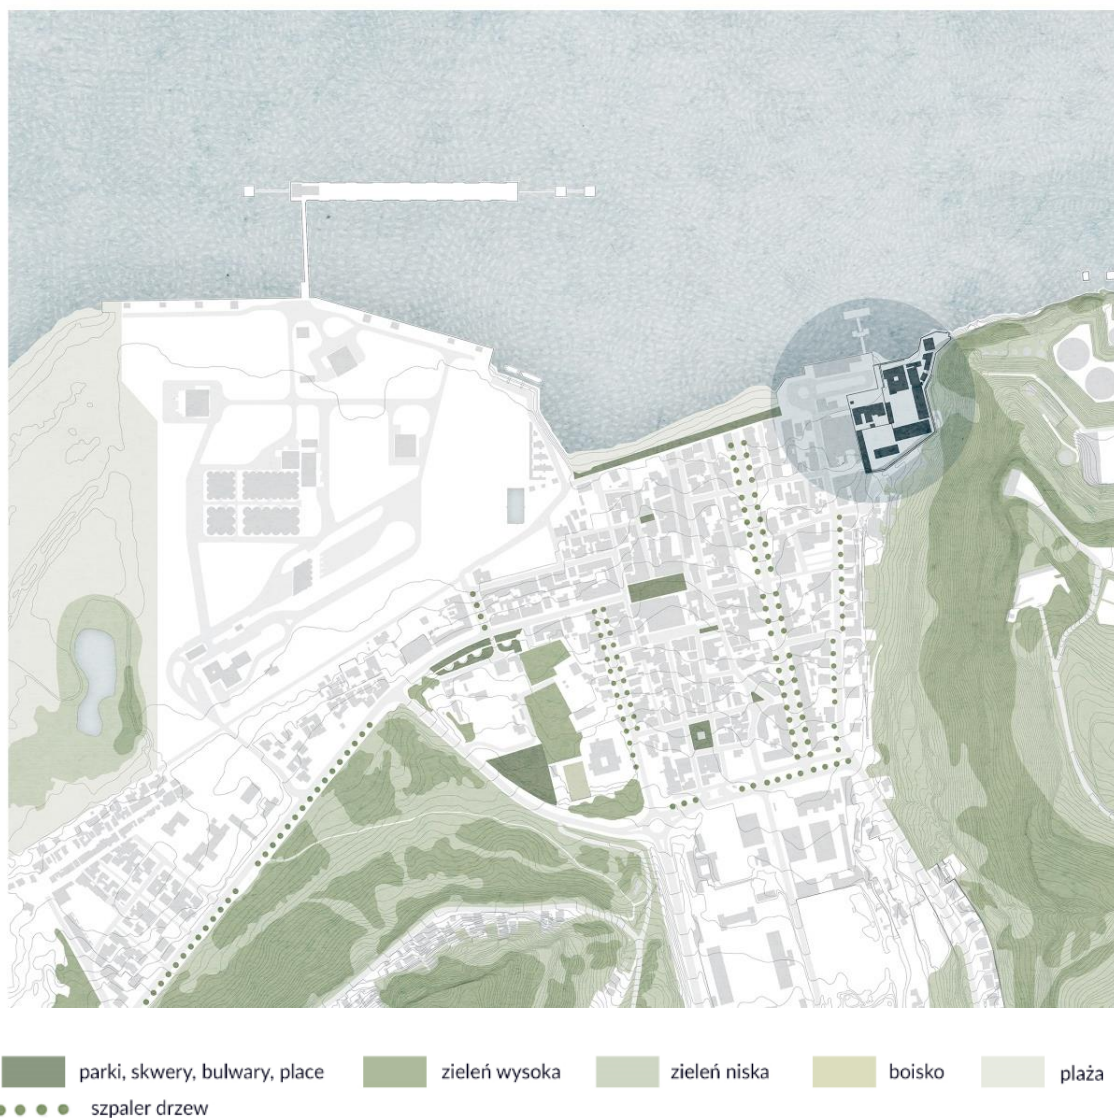 parki, skwery, bulwary, place zieleń wysoka zieleń niska boisko plaża
szpaler drzew